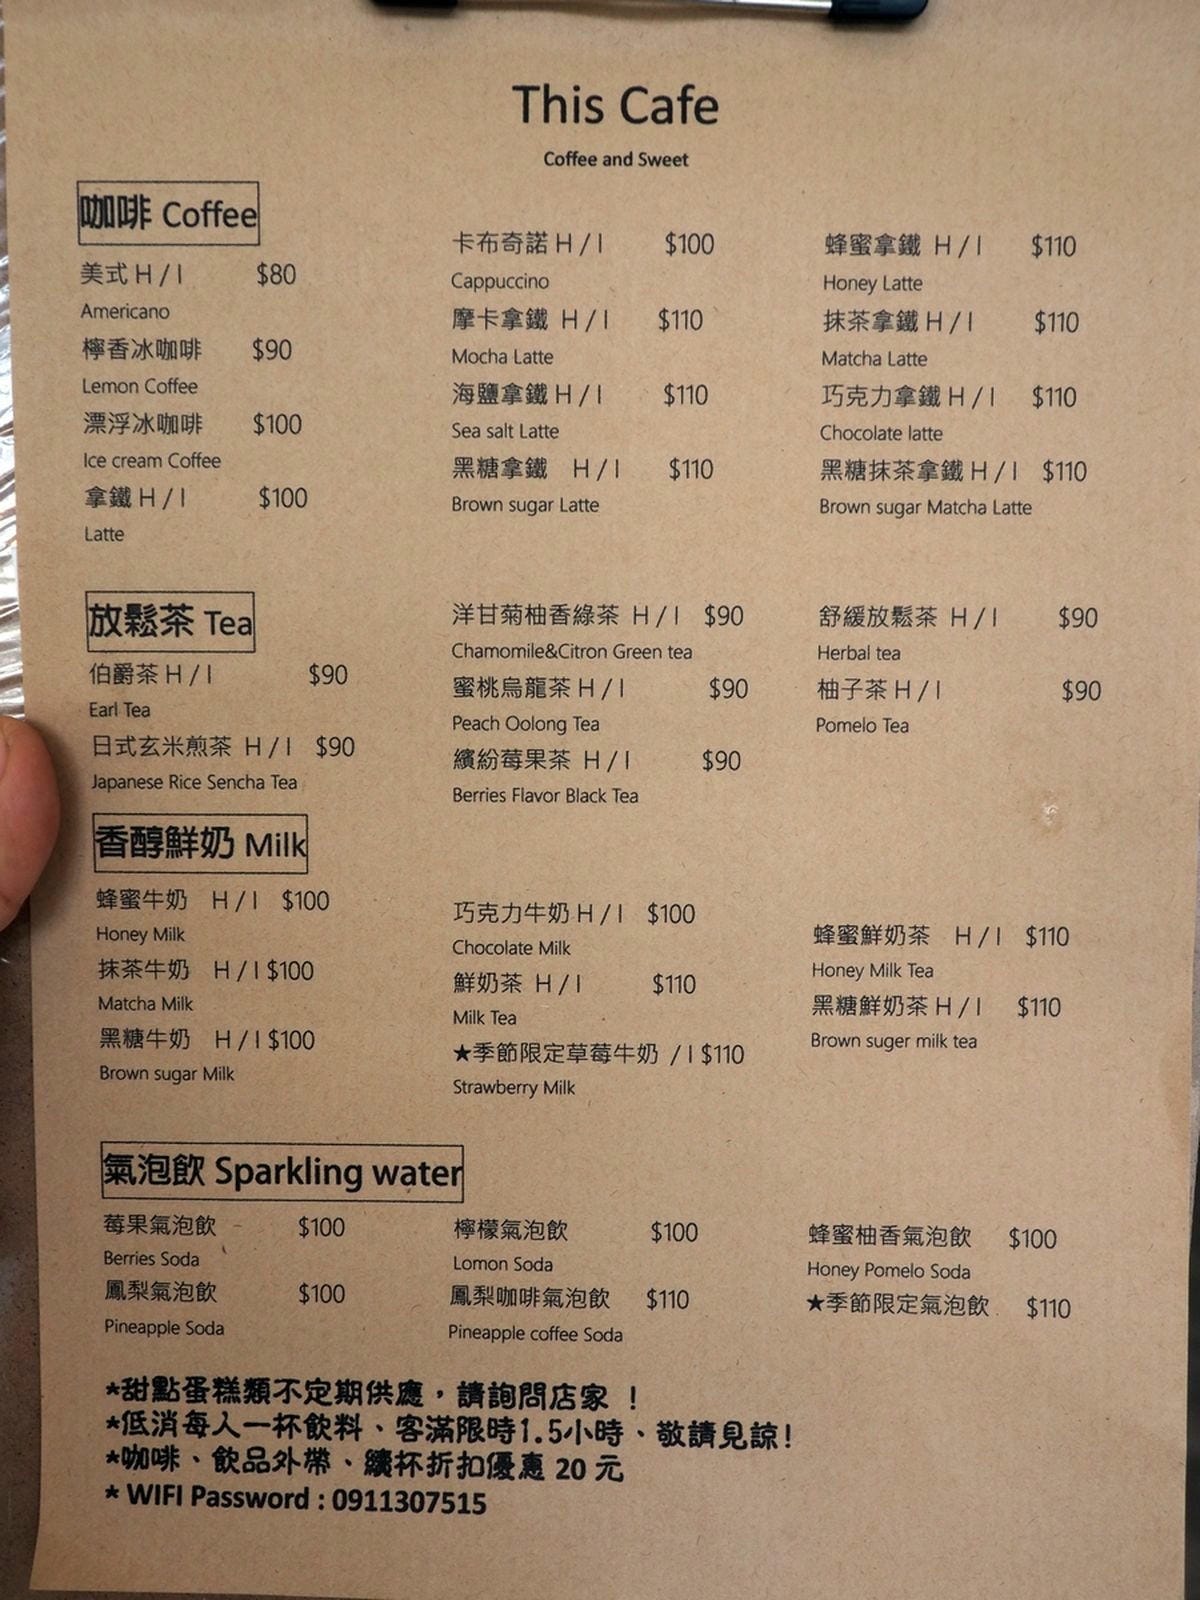 This Cafe
Coffee and Sweet
咖啡 Coffee
美式 H / I $80
Americano
檸香冰咖啡 $90
Lemon Coffee
漂浮冰咖啡 $100
Ice cream Coffee
拿鐵 H / I $100
Latte
卡布奇諾 H / I $100
Cappuccino
摩卡拿鐵 H / I $110
Mocha Latte
海鹽拿鐵 H / I $110
Sea salt Latte
黑糖拿鐵 H / I $110
Brown sugar Latte
蜂蜜拿鐵 H / I $110
Honey Latte
抹茶拿鐵 H / I $110
Matcha Latte
巧克力拿鐵 H / I $110
Chocolate latte
黑糖抹茶拿鐵 H / I $110
Brown sugar Matcha Latte
放鬆茶 Tea
伯爵茶 H / I $90
Earl Tea
日式玄米煎茶 H / I $90
Japanese Rice Sencha Tea
洋甘菊柚香綠茶 H / I $90
Chamomile&Citron Green tea
蜜桃烏龍茶 H / I $90
Peach Oolong Tea
繽紛莓果茶 H / I $90
Berries Flavor Black Tea
舒緩放鬆茶 H / I $90
Herbal tea
柚子茶 H / I $90
Pomelo Tea
香醇鮮奶 Milk
蜂蜜牛奶 H / I $100
Honey Milk
抹茶牛奶 H / I $100
Matcha Milk
黑糖牛奶 H / I $100
Brown sugar Milk
巧克力牛奶 H / I $100
Chocolate Milk
鮮奶茶 H / I $110
Milk Tea
★季節限定草莓牛奶 / I $110
Strawberry Milk
蜂蜜鮮奶茶 H / I $110
Honey Milk Tea
黑糖鮮奶茶 H / I $110
Brown suger milk tea
氣泡飲 Sparkling water
莓果氣泡飲 $100
Berries Soda
鳳梨氣泡飲 $100
Pineapple Soda
檸檬氣泡飲 $100
Lomon Soda
鳳梨咖啡氣泡飲 $110
Pineapple coffee Soda
蜂蜜柚香氣泡飲 $100
Honey Pomelo Soda
★季節限定氣泡飲 $110
*甜點蛋糕類不定期供應，請詢問店家 ！
*低消每人一杯飲料、客滿限時1.5小時、敬請見諒!
*咖啡、飲品外帶、續杯折扣優惠 20 元
* WIFI Password : 0911307515